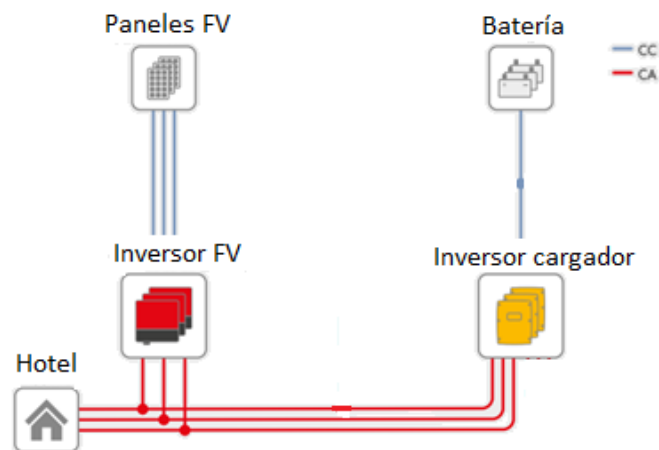 Paneles FV
Batería
CC
CA
Inversor FV
Inversor cargador
Hotel